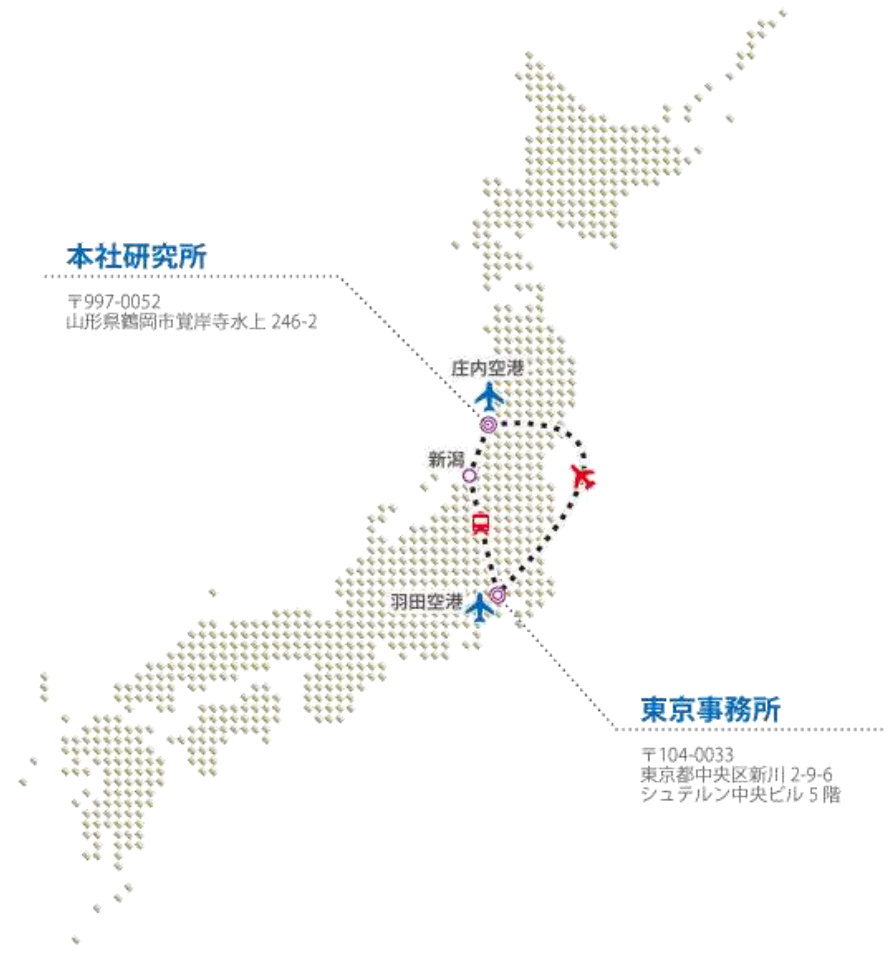 本社研究所
〒997-0052
山形県鶴岡市覚岸寺水上 246-2
庄内空港
新潟
羽田空港
東京事務所
〒104-0033
東京都中央区新川 2-9-6
シュテルン中央ビル 5 階